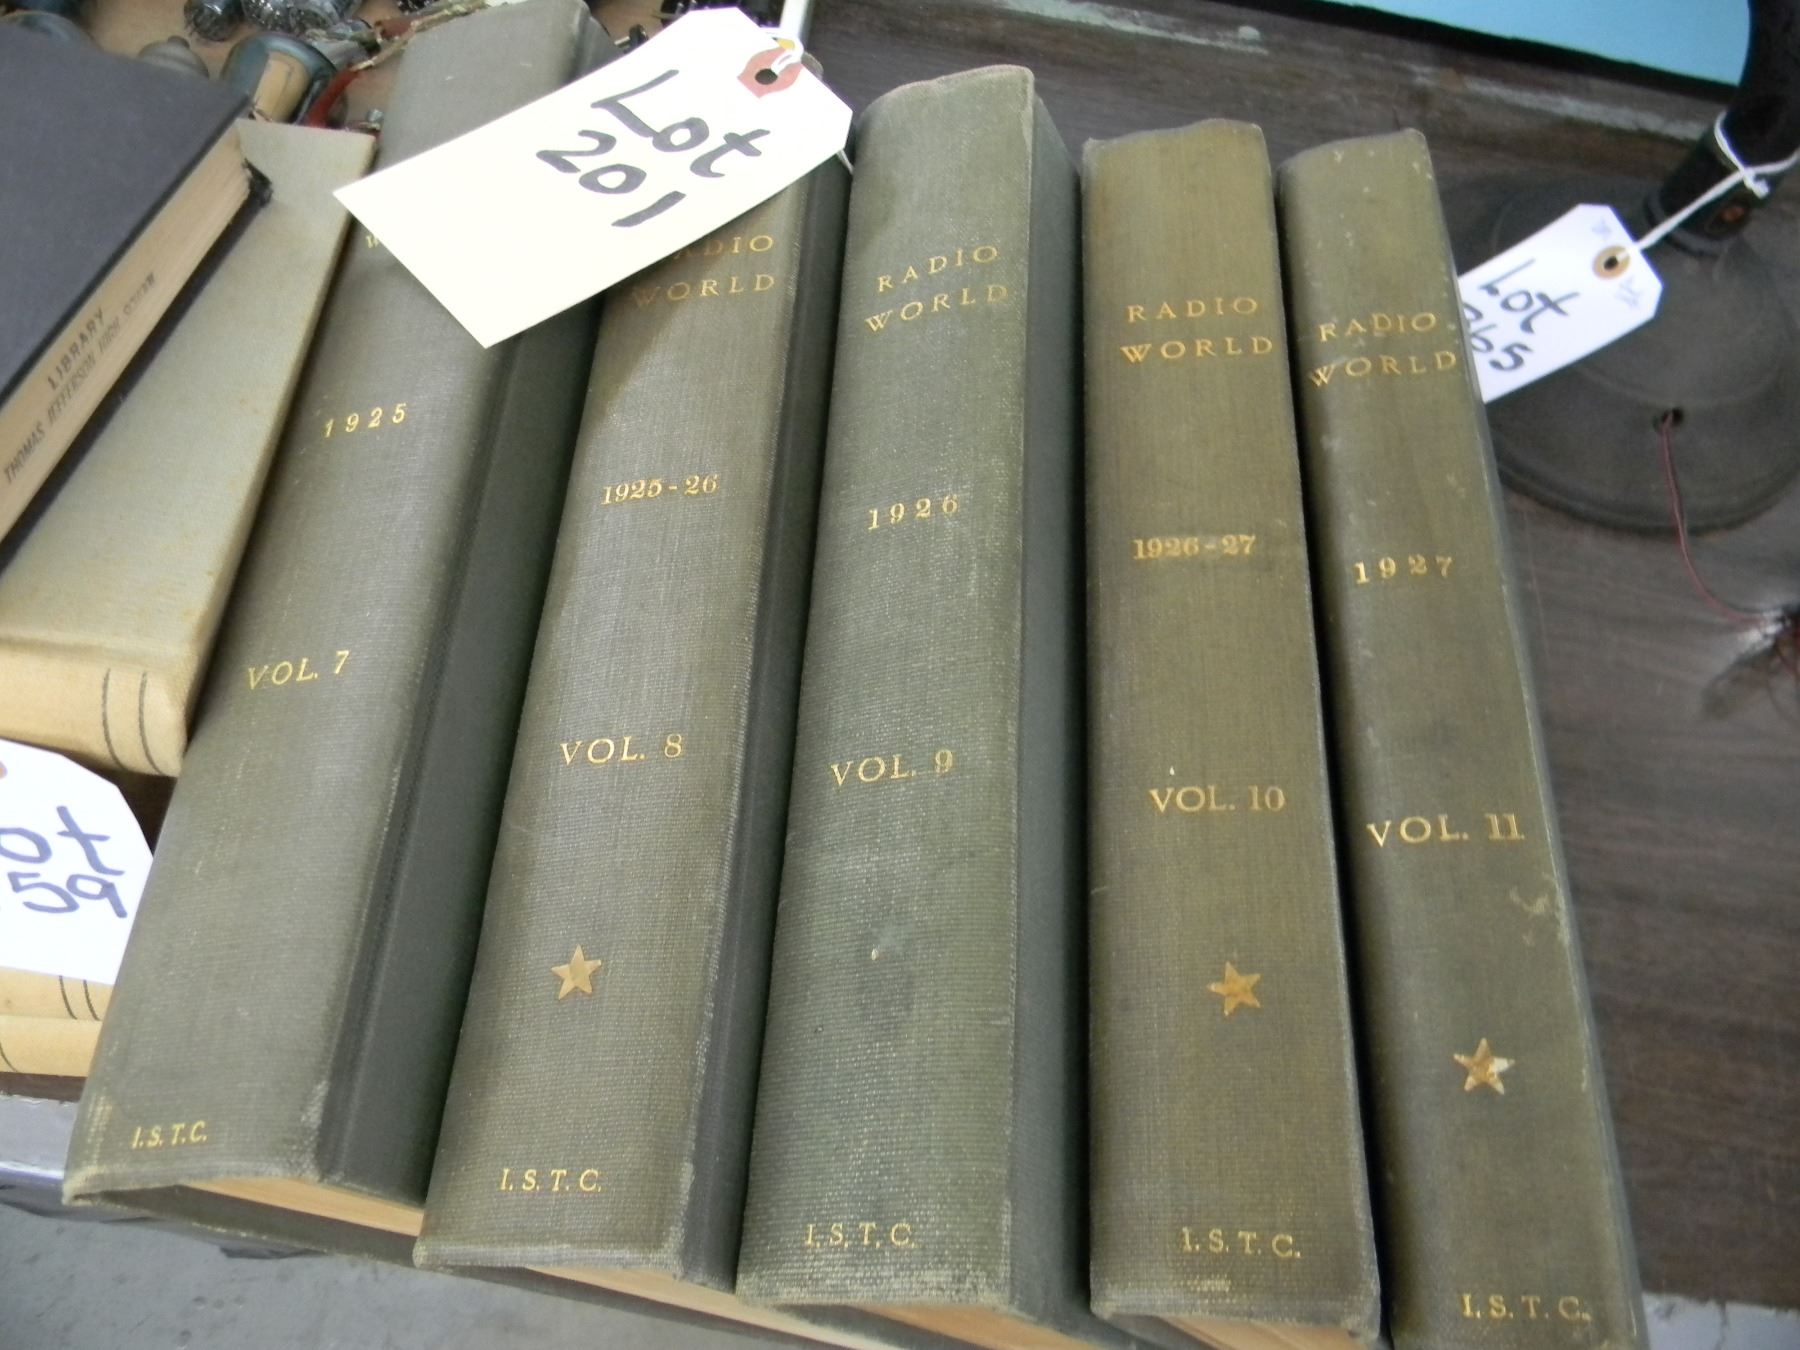 Lot
201
1925
VOL. 7
I.S.T.C.
RADIO
WORLD
1925-26
VOL. 8
I.S.T.C.
RADIO
WORLD
1926
VOL. 9
I.S.T.C.
RADIO
WORLD
1926-27
VOL. 10
I.S.T.C.
RADIO
WORLD
1927
VOL. 11
I.S.T.C.
Lot
LIBRARY
THOMAS JEFFERSON HIGH SCHOOL
59